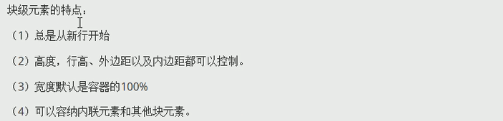 块级元素的特点：
（1）总是从新行开始
（2）高度，行高、外边距以及内边距都可以控制。
（3）宽度默认是容器的100%
（4）可以容纳内联元素和其他块元素。